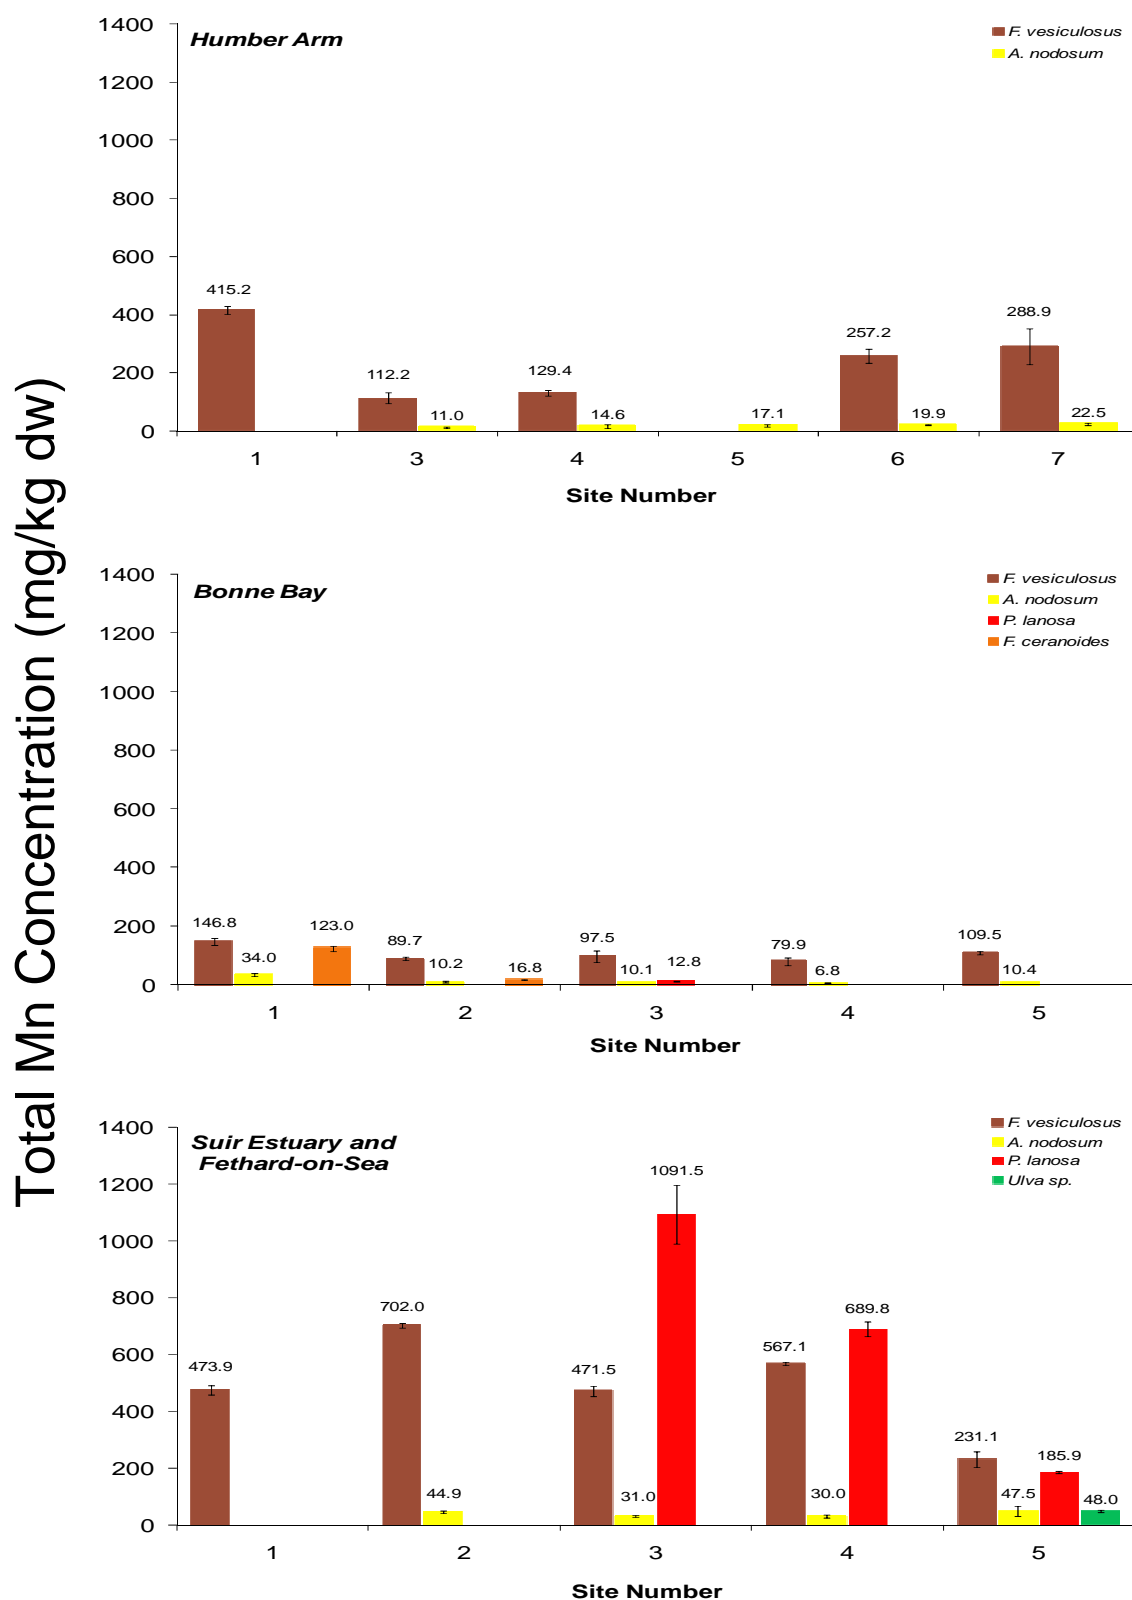 Total Mn Concentration (mg/kg dw)
Humber Arm
F. vesiculosus
A. nodosum
1400
1200
1000
800
600
400
200
0
415.2
112.2
11.0
129.4
14.6
17.1
257.2
19.9
288.9
22.5
1 3 4 5 6 7
Site Number
Bonne Bay
F. vesiculosus
A. nodosum
P. lanosa
F. ceranoides
1400
1200
1000
800
600
400
200
0
146.8
34.0
123.0
89.7
10.2
16.8
97.5
10.1
12.8
79.9
6.8
109.5
10.4
1 2 3 4 5
Site Number
Suir Estuary and
Fethard-on-Sea
F. vesiculosus
A. nodosum
P. lanosa
Ulva sp.
1400
1200
1000
800
600
400
200
0
473.9
702.0
44.9
471.5
31.0
1091.5
567.1
30.0
689.8
231.1
47.5
185.9
48.0
1 2 3 4 5
Site Number